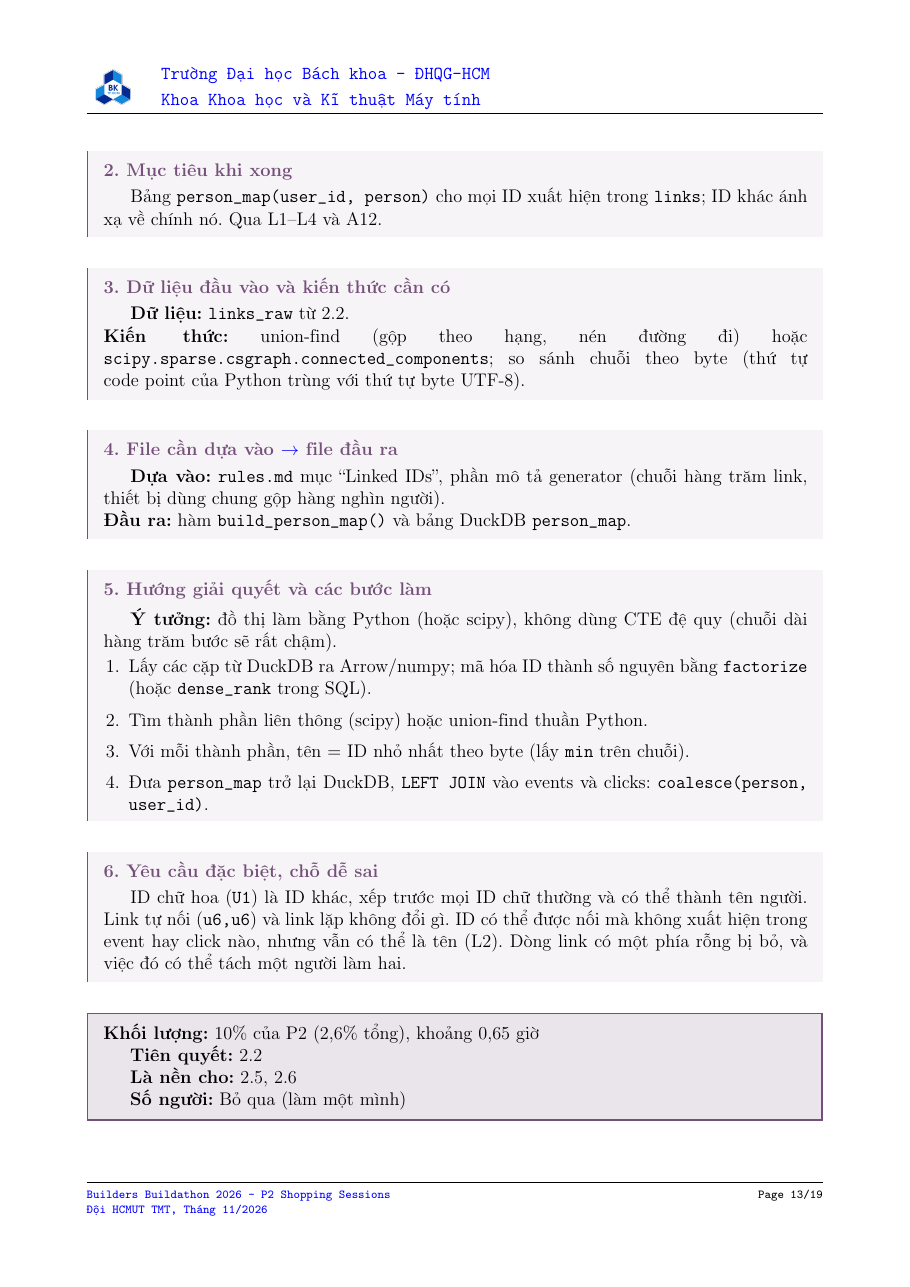 BK
Trường Đại học Bách khoa - ĐHQG-HCM
Khoa Khoa học và Kĩ thuật Máy tính
2. Mục tiêu khi xong
Bảng person_map(user_id, person) cho mọi ID xuất hiện trong links; ID khác ánh
xạ về chính nó. Qua L1–L4 và A12.
3. Dữ liệu đầu vào và kiến thức cần có
Dữ liệu: links_raw từ 2.2.
Kiến thức: union-find (gộp theo hạng, nén đường đi) hoặc
scipy.sparse.csgraph.connected_components; so sánh chuỗi theo byte (thứ tự
code point của Python trùng với thứ tự byte UTF-8).
4. File cần dựa vào → file đầu ra
Dựa vào: rules.md mục “Linked IDs”, phần mô tả generator (chuỗi hàng trăm link,
thiết bị dùng chung gộp hàng nghìn người).
Đầu ra: hàm build_person_map() và bảng DuckDB person_map.
5. Hướng giải quyết và các bước làm
Ý tưởng: đồ thị làm bằng Python (hoặc scipy), không dùng CTE đệ quy (chuỗi dài
hàng trăm bước sẽ rất chậm).
1. Lấy các cặp từ DuckDB ra Arrow/numpy; mã hóa ID thành số nguyên bằng factorize
(hoặc dense_rank trong SQL).
2. Tìm thành phần liên thông (scipy) hoặc union-find thuần Python.
3. Với mỗi thành phần, tên = ID nhỏ nhất theo byte (lấy min trên chuỗi).
4. Đưa person_map trở lại DuckDB, LEFT JOIN vào events và clicks: coalesce(person,
user_id).
6. Yêu cầu đặc biệt, chỗ dễ sai
ID chữ hoa (U1) là ID khác, xếp trước mọi ID chữ thường và có thể thành tên người.
Link tự nối (u6,u6) và link lặp không đổi gì. ID có thể được nối mà không xuất hiện trong
event hay click nào, nhưng vẫn có thể là tên (L2). Dòng link có một phía rỗng bị bỏ, và
việc đó có thể tách một người làm hai.
Khối lượng: 10% của P2 (2,6% tổng), khoảng 0,65 giờ
Tiên quyết: 2.2
Là nền cho: 2.5, 2.6
Số người: Bỏ qua (làm một mình)
Builders Buildathon 2026 - P2 Shopping Sessions
Page 13/19
Đội HCMUT TMT, Tháng 11/2026